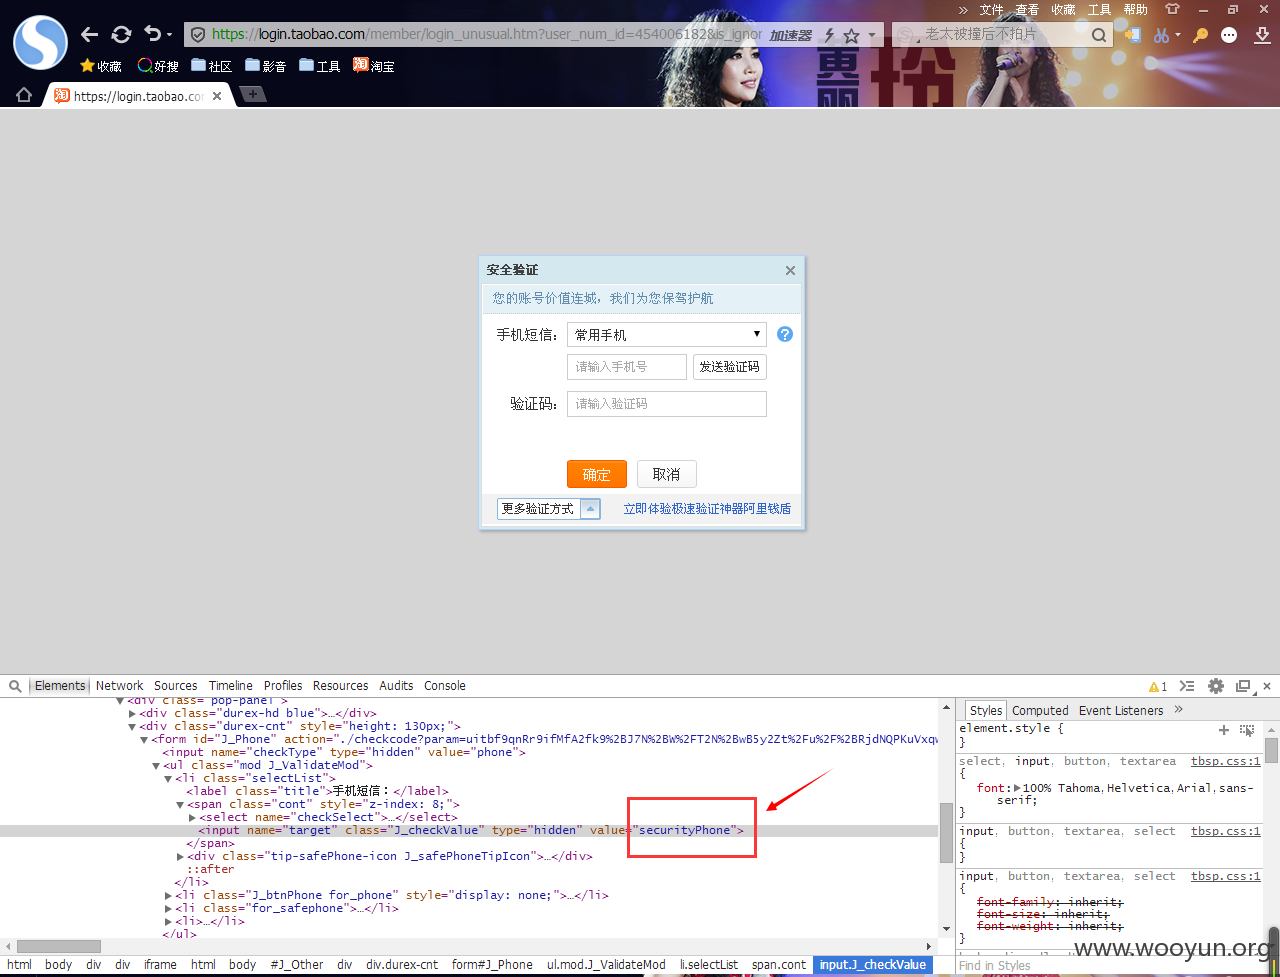 » 文件 查看 收藏 工具 帮助
https://login.taobao.com/member/login_unusual.htm?user_num_id=454006182&is_ignor 加速器
老太被撞后不拍片
收藏 好搜 社区 影音 工具 淘宝
https://login.taobao.cor
安全验证
您的账号价值连城，我们为您保驾护航
手机短信： 常用手机
请输入手机号 发送验证码
验证码： 请输入验证码
确定 取消
更多验证方式 立即体验极速验证神器阿里钱盾
Elements Network Sources Timeline Profiles Resources Audits Console
1
<div class="pop-panel">
<div class="durex-hd blue">…</div>
<div class="durex-cnt" style="height: 130px;">
<form id="J_Phone" action="./checkcode?param=uitbf9qnRr9ifMfA2fk9%2BJ7N%2BW%2FT2N%2BwB5y2Zt%2Fu%2F%2BRjdNQPKuVxqw
<input name="checkType" type="hidden" value="phone">
<ul class="mod J_ValidateMod">
<li class="selectList">
<label class="title">手机短信：</label>
<span class="cont" style="z-index: 8;">
<select name="checkSelect">…</select>
<input name="target" class="J_checkValue" type="hidden" value="securityPhone">
</span>
<div class="tip-safePhone-icon J_safePhoneTipIcon">…</div>
::after
</li>
<li class="J_btnPhone for_phone" style="display: none;">…</li>
<li class="for_safephone">…</li>
<li>…</li>
</ul>
html body div div iframe html body #J_Other div div.durex-cnt form#J_Phone ul.mod.J_ValidateMod li.selectList span.cont input.J_checkValue
Styles Computed Event Listeners »
element.style {
}
select, input, button, textarea tbsp.css:1
{
font: 100% Tahoma,Helvetica,Arial,sans-
serif;
}
input, button, textarea, select tbsp.css:1
{
}
input, button, textarea, select tbsp.css:1
{
font-family: inherit;
font-size: inherit;
font-weight: inherit;
}
Find in Styles
www.wooyun.org